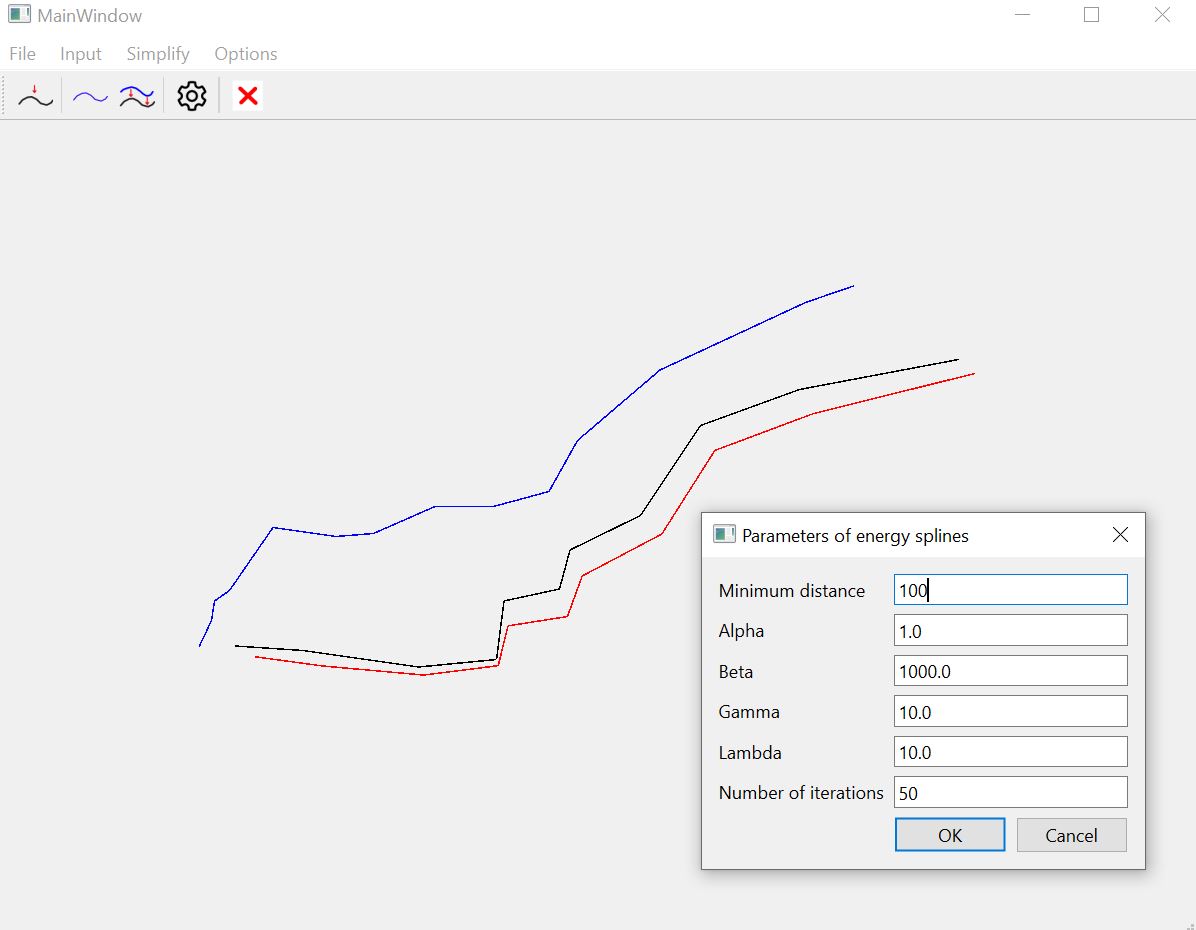 MainWindow
File Input Simplify Options
Parameters of energy splines
Minimum distance 100
Alpha 1.0
Beta 1000.0
Gamma 10.0
Lambda 10.0
Number of iterations 50
OK Cancel